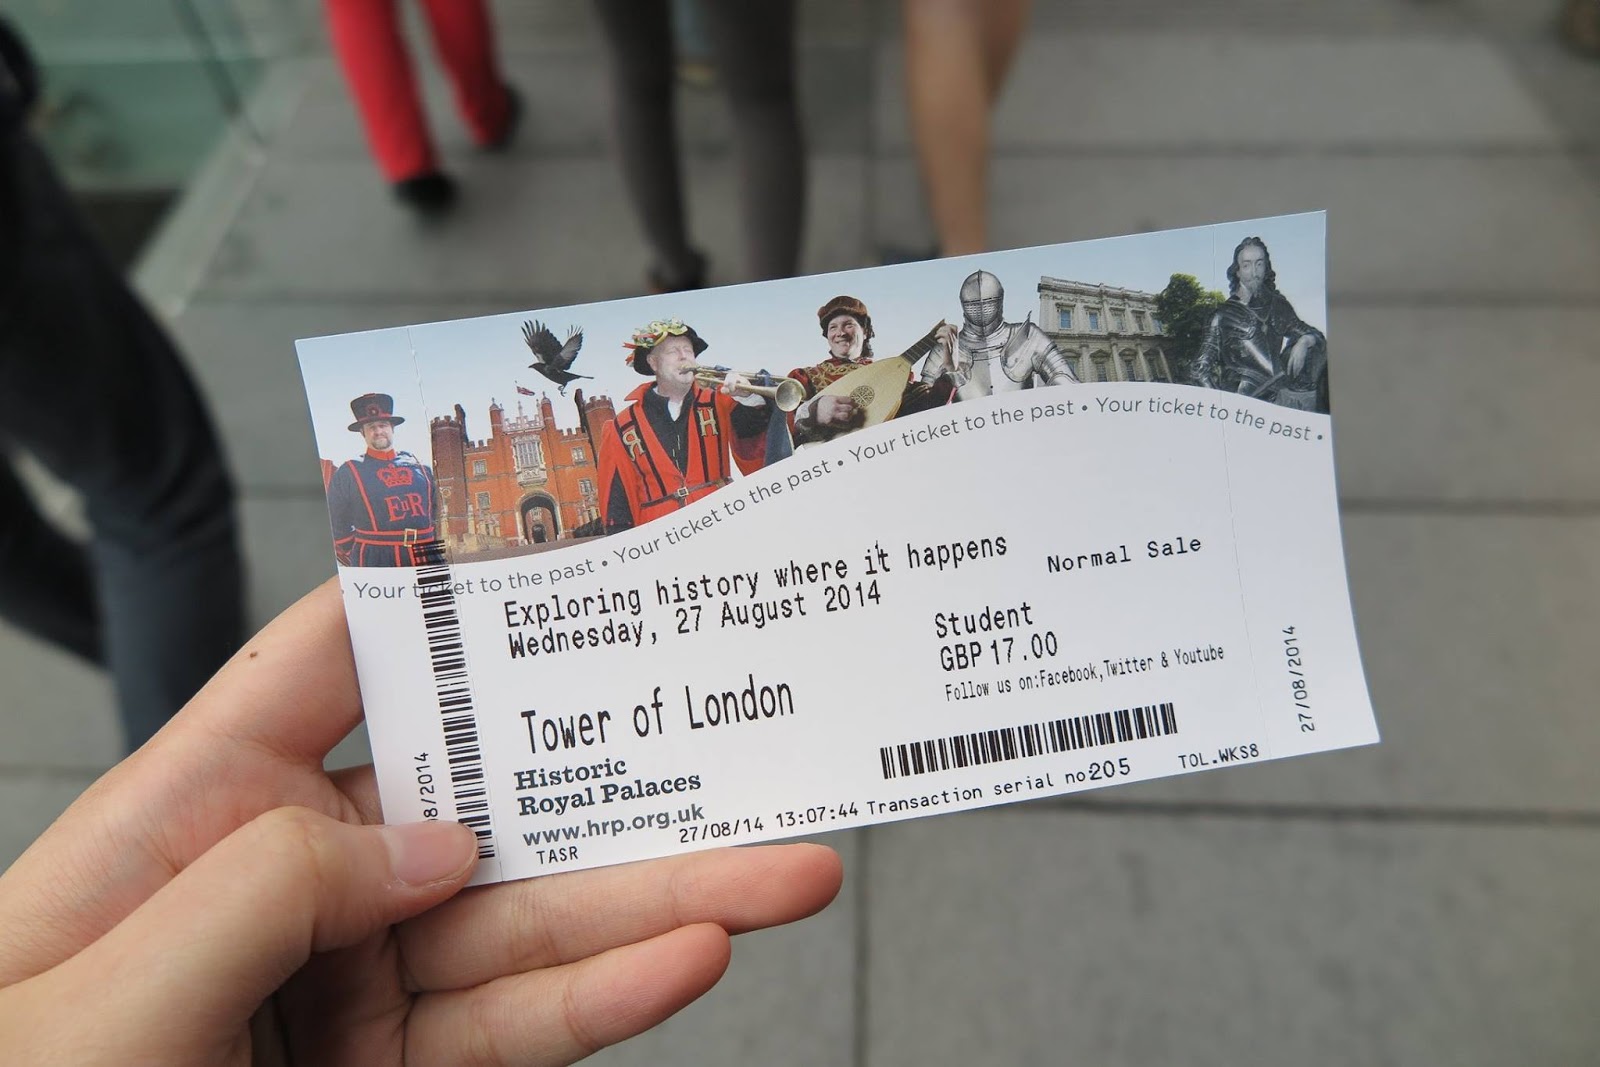 EIIR
H H
Your ticket to the past • Your ticket to the past • Your ticket to the past • Your ticket to the past •
Exploring history where it happens
Wednesday, 27 August 2014
Normal Sale
Student
GBP 17.00
Follow us on:Facebook,Twitter & Youtube
Tower of London
Historic
Royal Palaces
www.hrp.org.uk
TASR
27/08/14 13:07:44 Transaction serial no205
TOL.WKS8
27/08/2014
08/2014